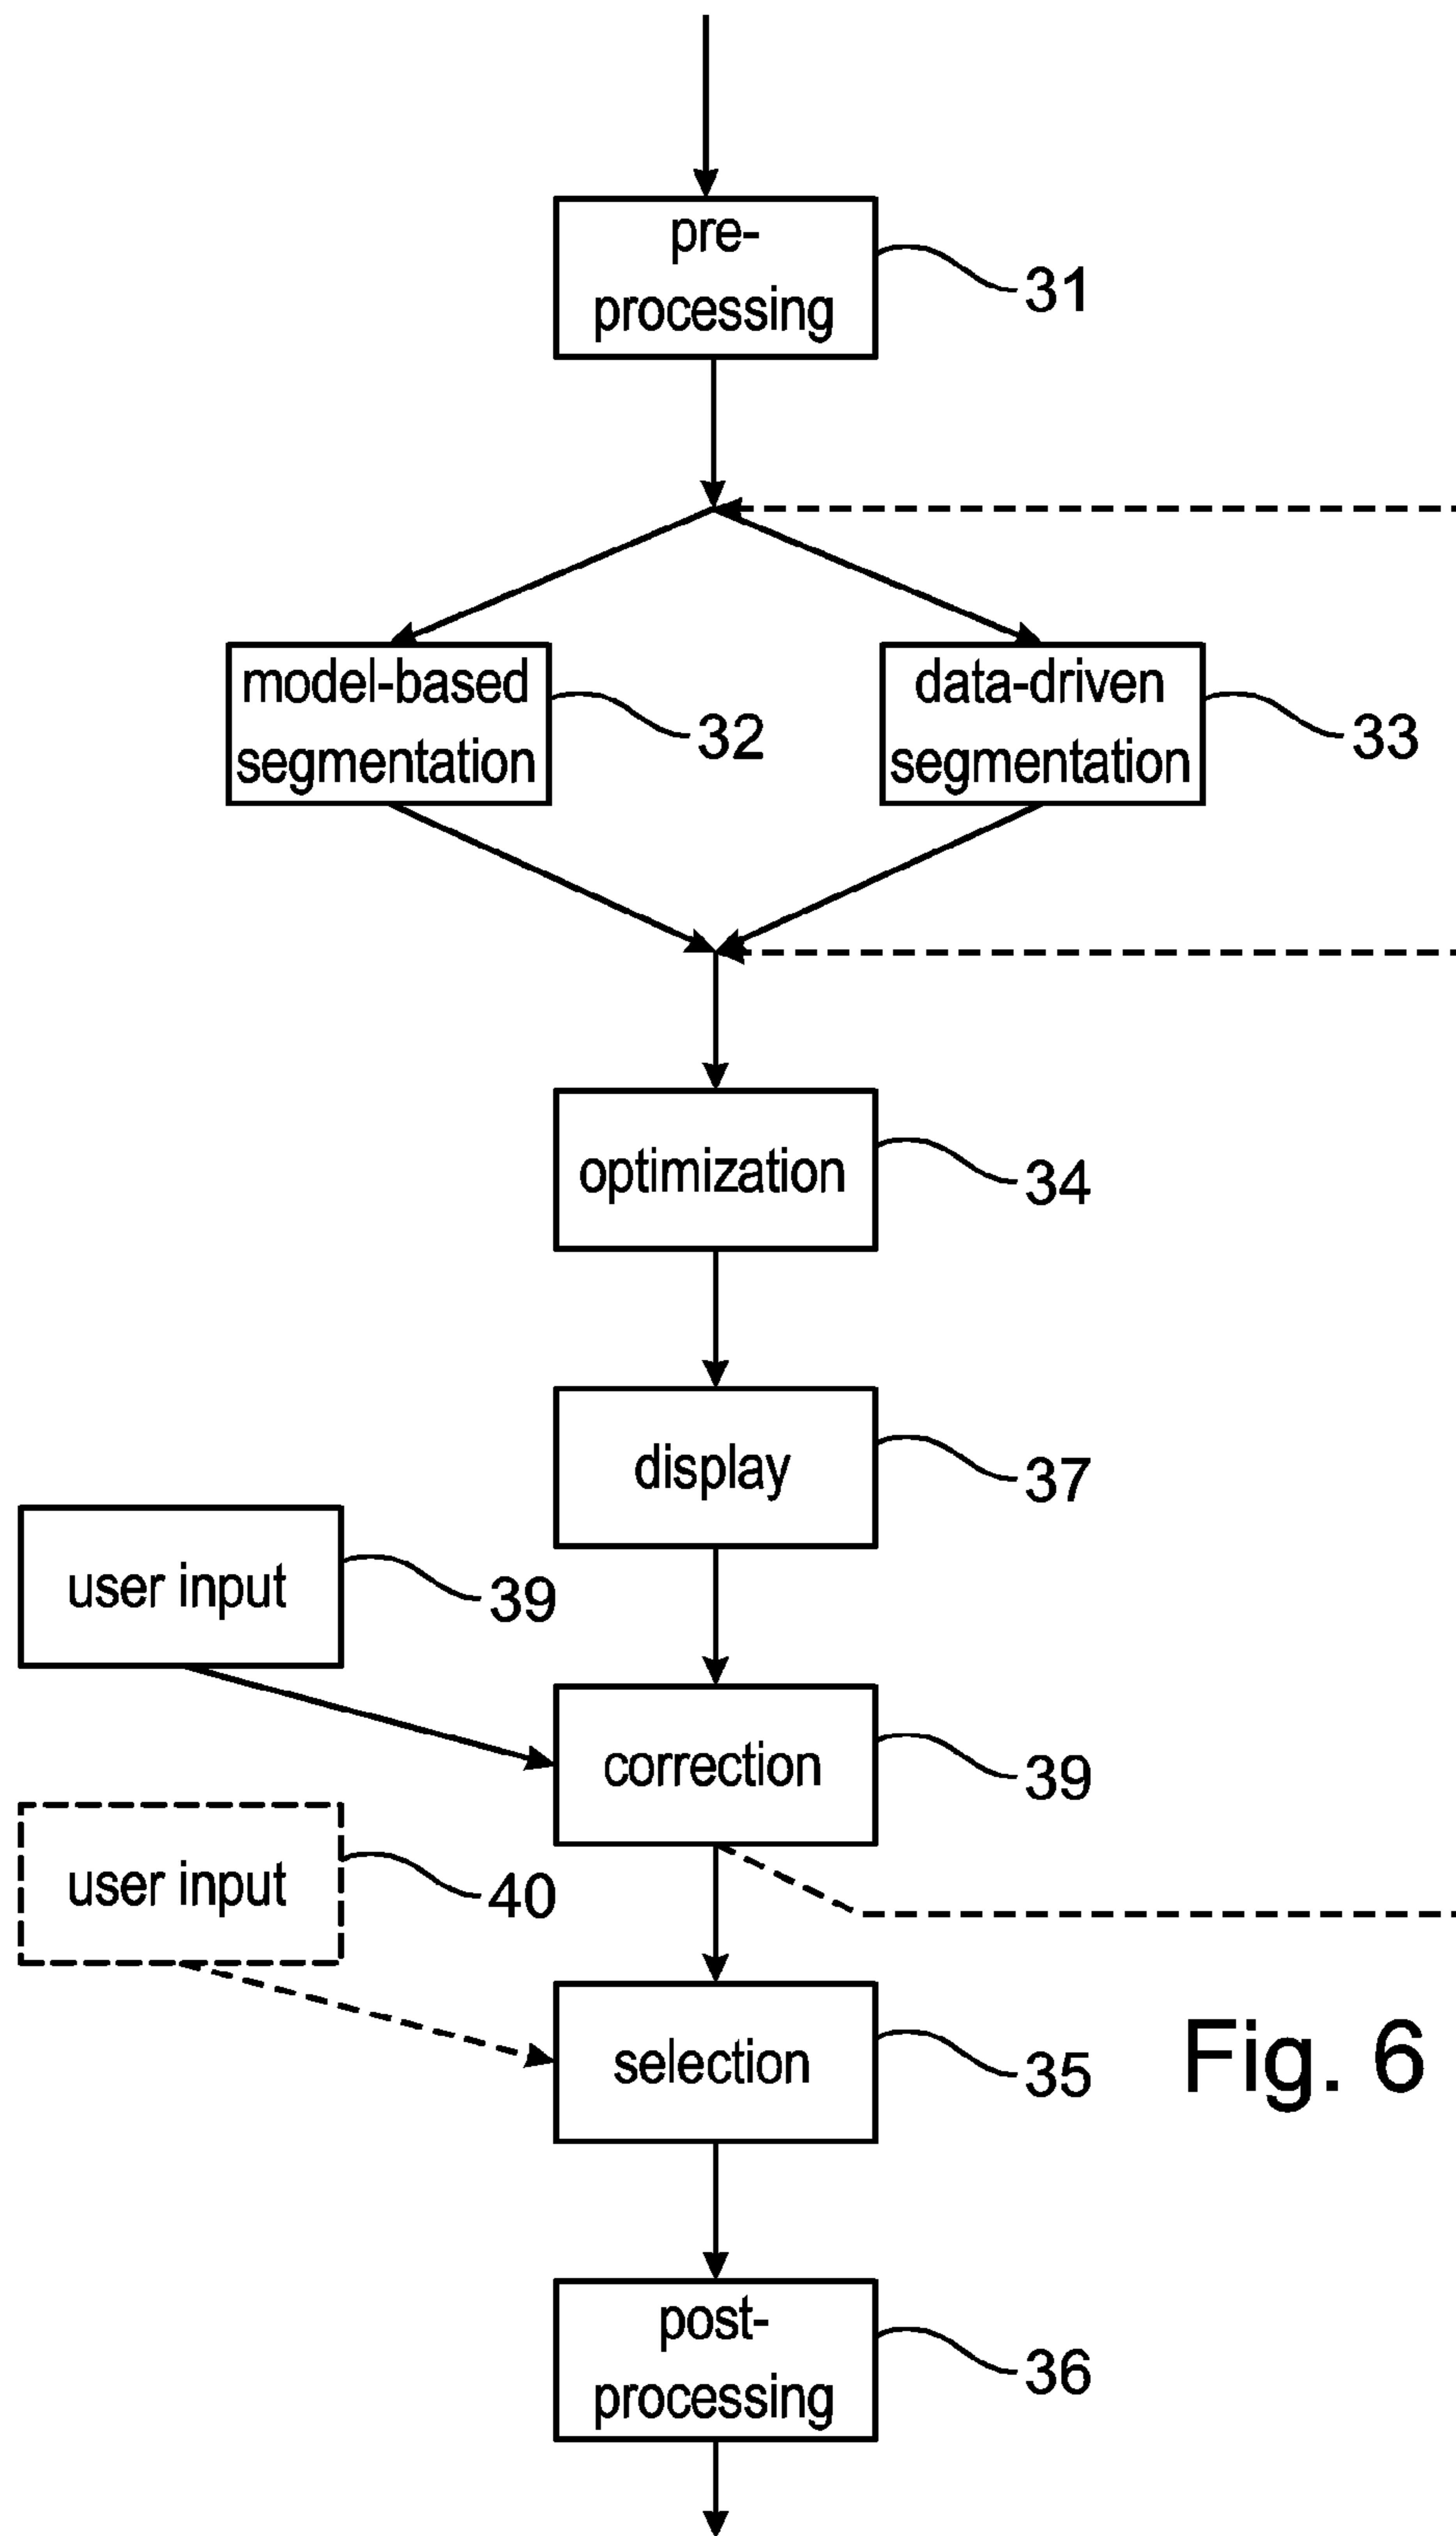 pre-
processing
31
model-based
segmentation
32
data-driven
segmentation
33
optimization
34
display
37
user input
39
correction
39
user input
40
selection
35
Fig. 6
post-
processing
36